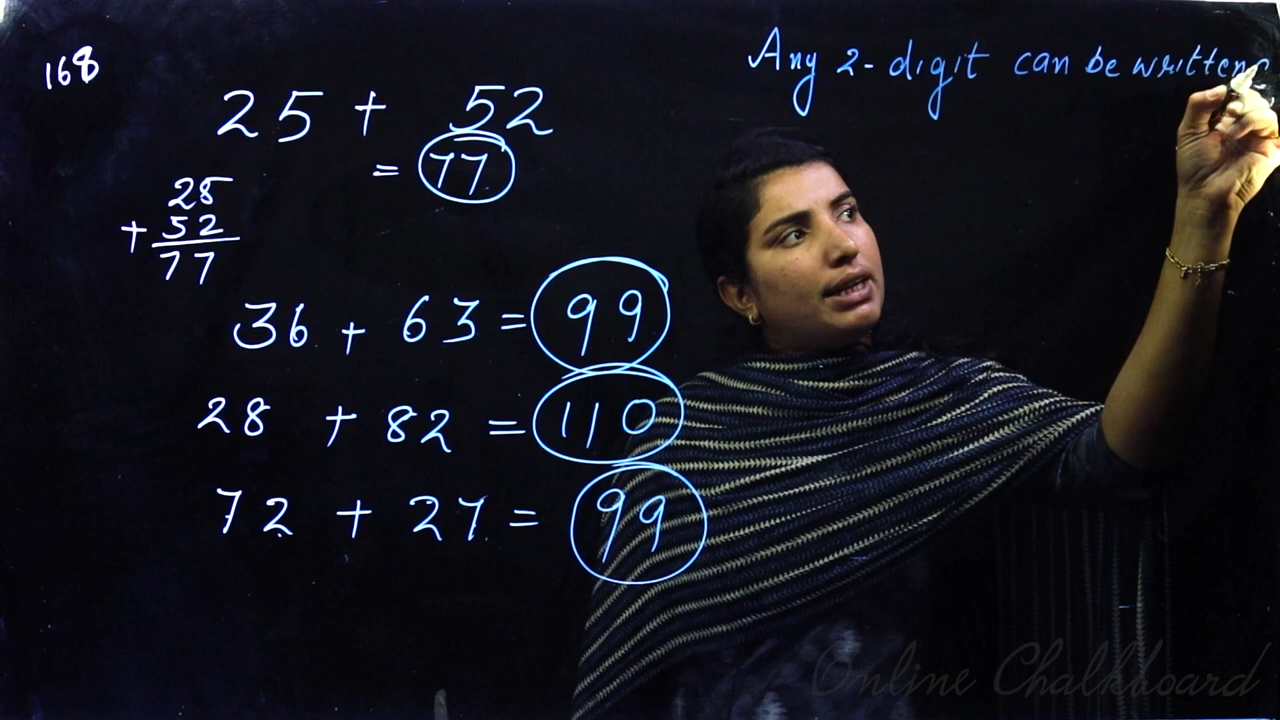 168
25 + 52
= 77
25
+ 52
77
36 + 63 = 99
28 + 82 = 110
72 + 27 = 99
Any 2-digit can be written
Online Chalkboard